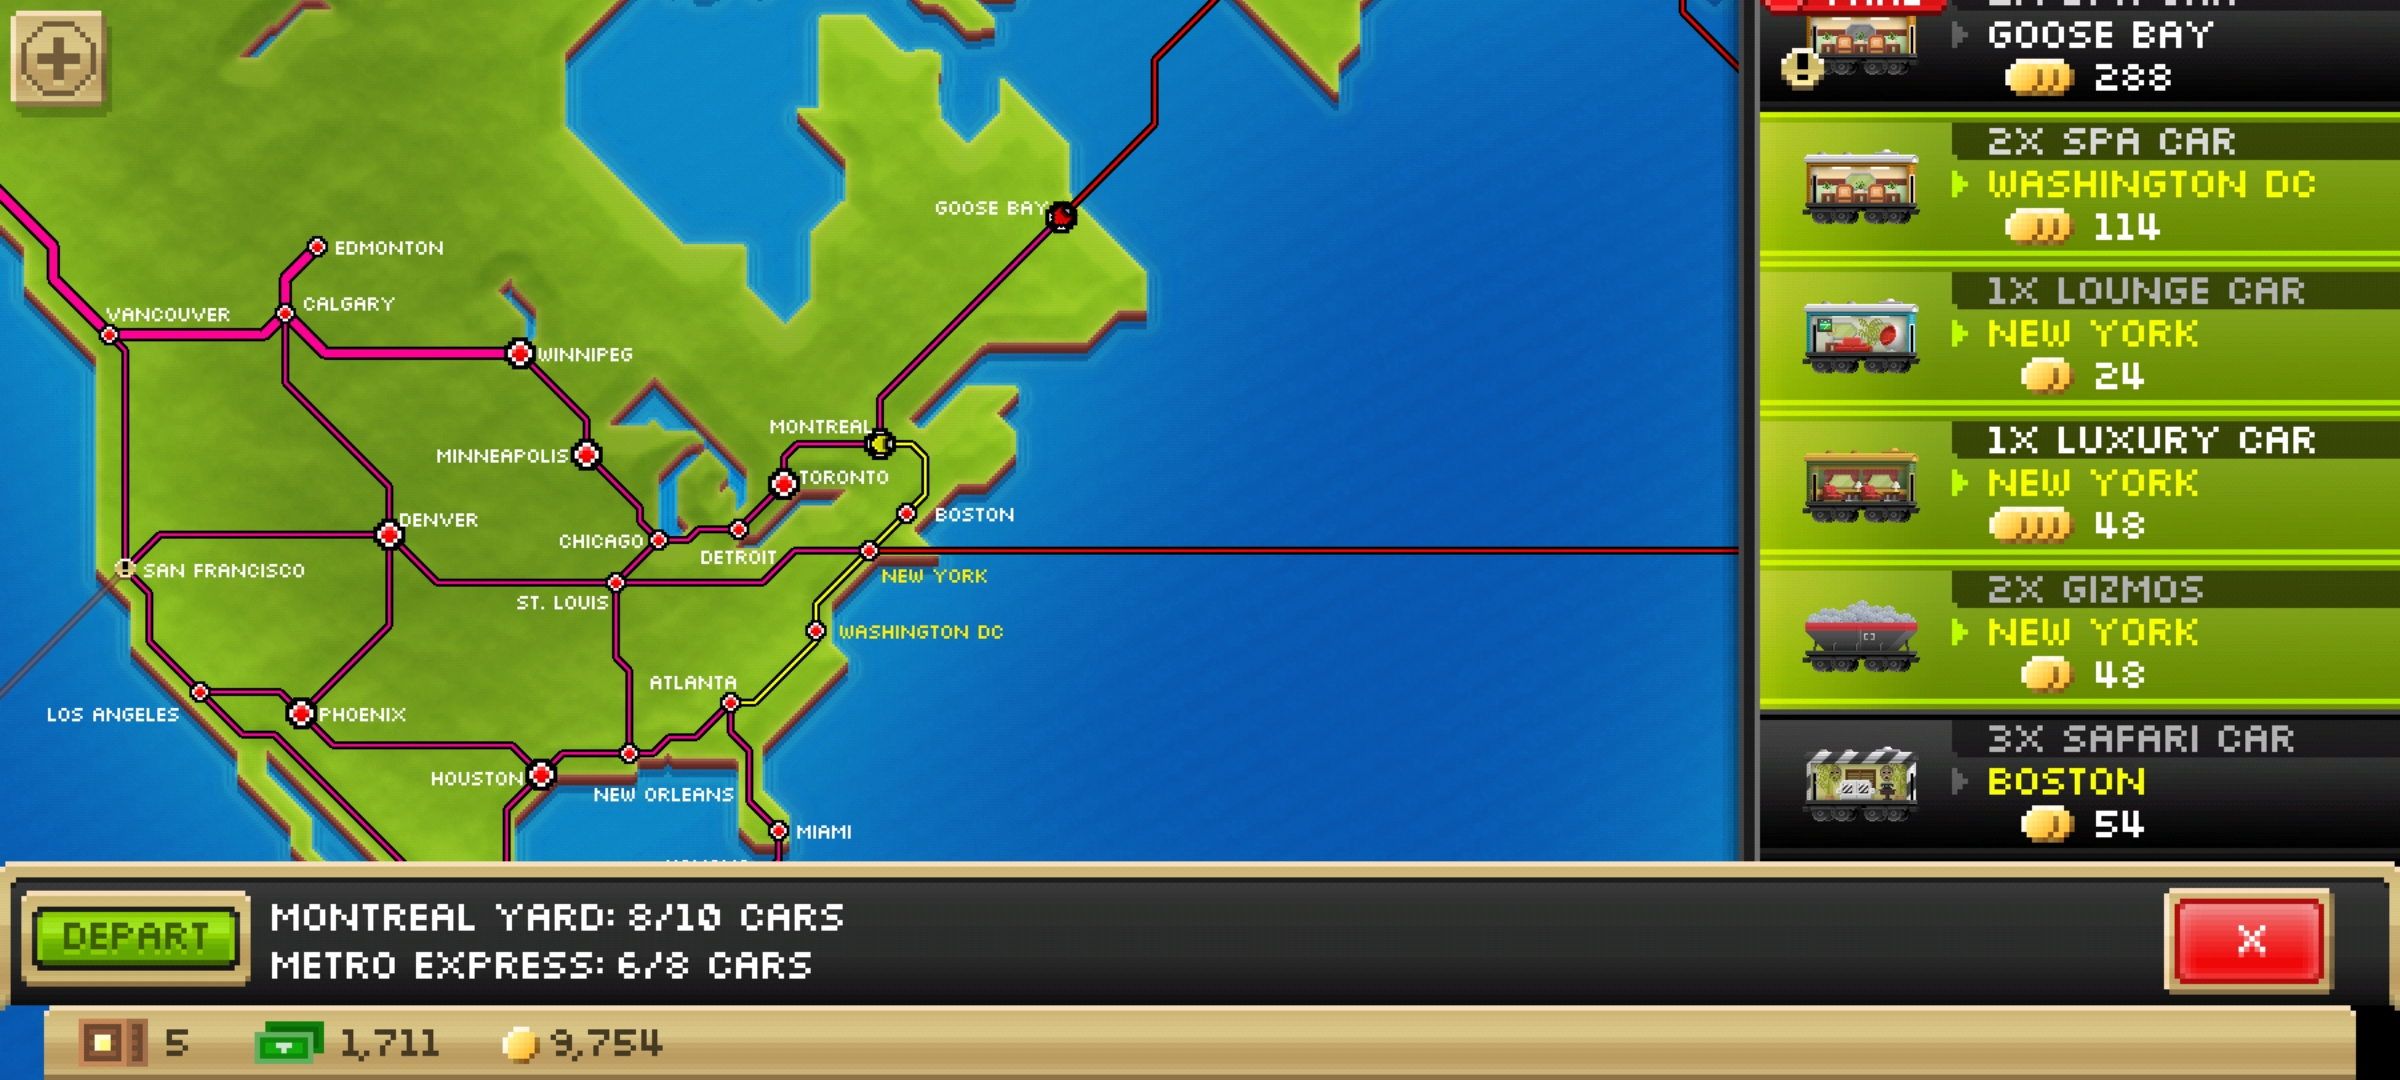 GOOSE BAY
288
2X SPA CAR
WASHINGTON DC
114
1X LOUNGE CAR
NEW YORK
24
1X LUXURY CAR
NEW YORK
48
2X GIZMOS
NEW YORK
48
3X SAFARI CAR
BOSTON
54
GOOSE BAY
EDMONTON
CALGARY
VANCOUVER
WINNIPEG
MONTREAL
MINNEAPOLIS
TORONTO
BOSTON
DENVER
CHICAGO
DETROIT
SAN FRANCISCO
NEW YORK
ST. LOUIS
WASHINGTON DC
ATLANTA
LOS ANGELES
PHOENIX
HOUSTON
NEW ORLEANS
MIAMI
DEPART
MONTREAL YARD: 8/10 CARS
METRO EXPRESS: 6/8 CARS
X
5
1,711
9,754